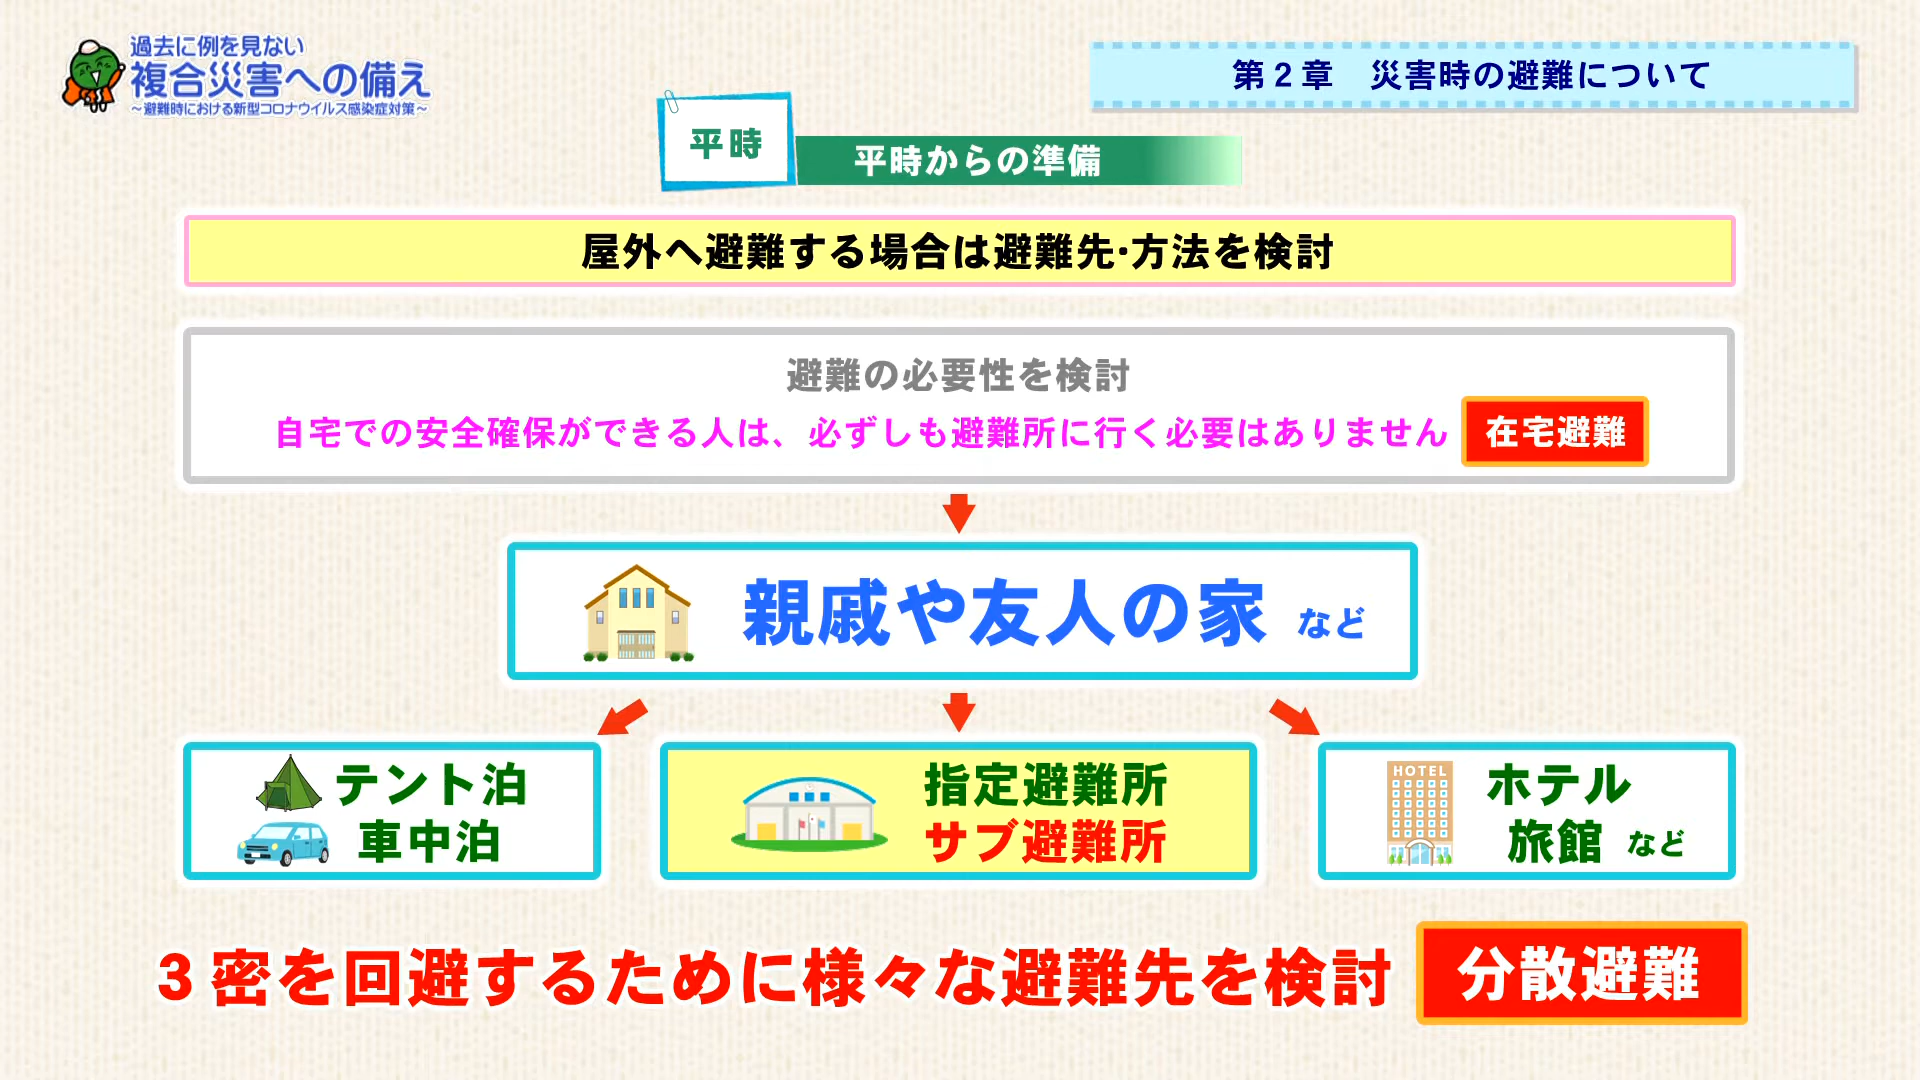 過去に例を見ない
複合災害への備え
～避難時における新型コロナウイルス感染症対策～
第２章　災害時の避難について
平時
平時からの準備
屋外へ避難する場合は避難先･方法を検討
避難の必要性を検討
自宅での安全確保ができる人は、必ずしも避難所に行く必要はありません
在宅避難
親戚や友人の家 など
テント泊
車中泊
指定避難所
サブ避難所
HOTEL
ホテル
旅館 など
３密を回避するために様々な避難先を検討
分散避難